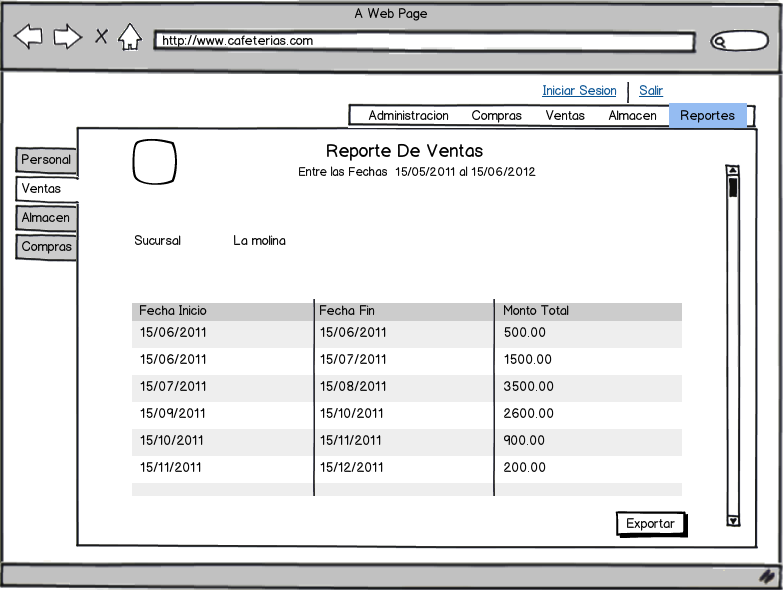 A Web Page
X
http://www.cafeterias.com
Iniciar Sesion Salir
Administracion Compras Ventas Almacen Reportes
Personal
Ventas
Almacen
Compras
Reporte De Ventas
Entre las Fechas 15/05/2011 al 15/06/2012
Sucursal La molina
Fecha Inicio Fecha Fin Monto Total
15/06/2011 15/06/2011 500.00
15/06/2011 15/07/2011 1500.00
15/07/2011 15/08/2011 3500.00
15/09/2011 15/10/2011 2600.00
15/10/2011 15/11/2011 900.00
15/11/2011 15/12/2011 200.00
Exportar